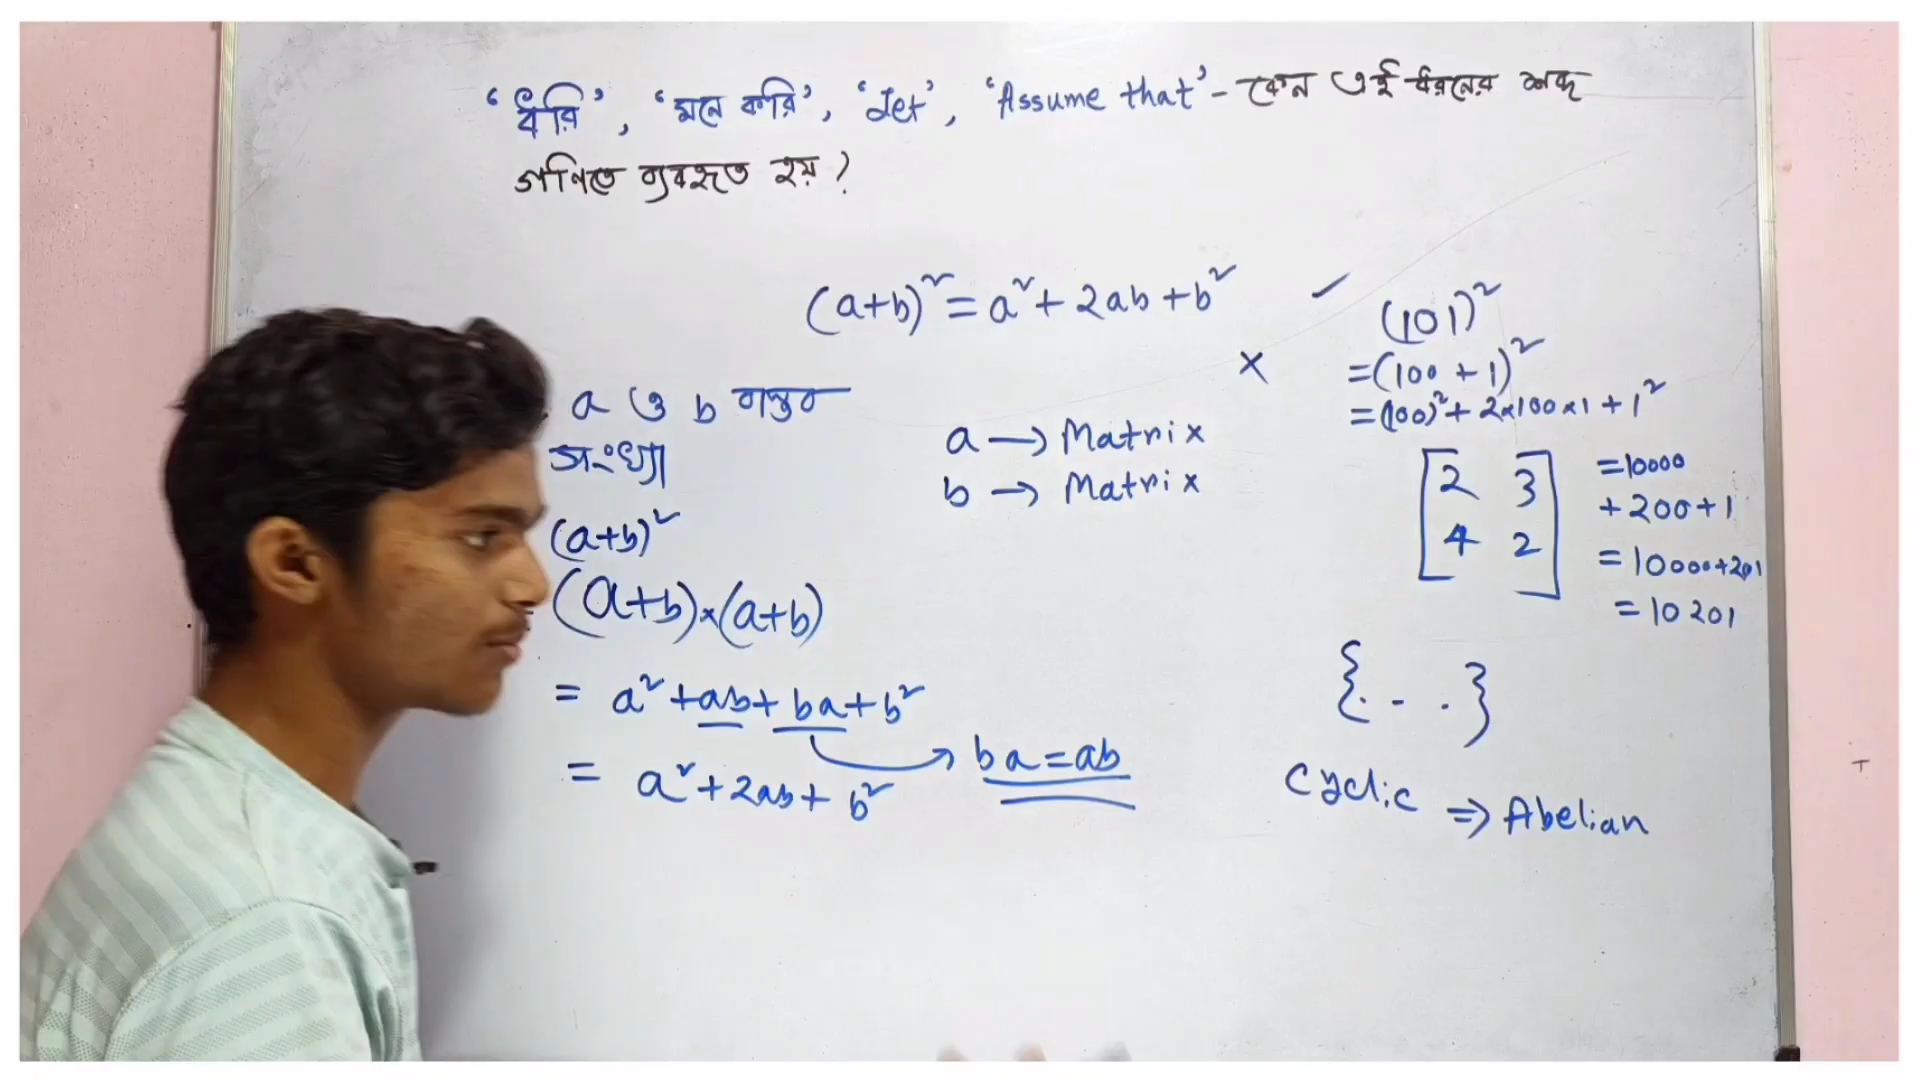 ‘ধরি’, ‘মনে করি’, ‘Let’, ‘Assume that’ – কেন এই ধরনের শব্দ
গণিতে ব্যবহৃত হয় ?
(a+b)² = a² + 2ab + b² ✓
×
a ও b বাস্তব
সংখ্যা
(a+b)²
= (a+b)×(a+b)
= a² + ab + ba + b²
= a² + 2ab + b²
ba = ab
a → Matrix
b → Matrix
(101)²
= (100 + 1)²
= (100)² + 2×100×1 + 1²
= 10000
+ 200 + 1
= 10000 + 201
= 10201
[2 3
4 2]
{. - .}
Cyclic ⇒ Abelian